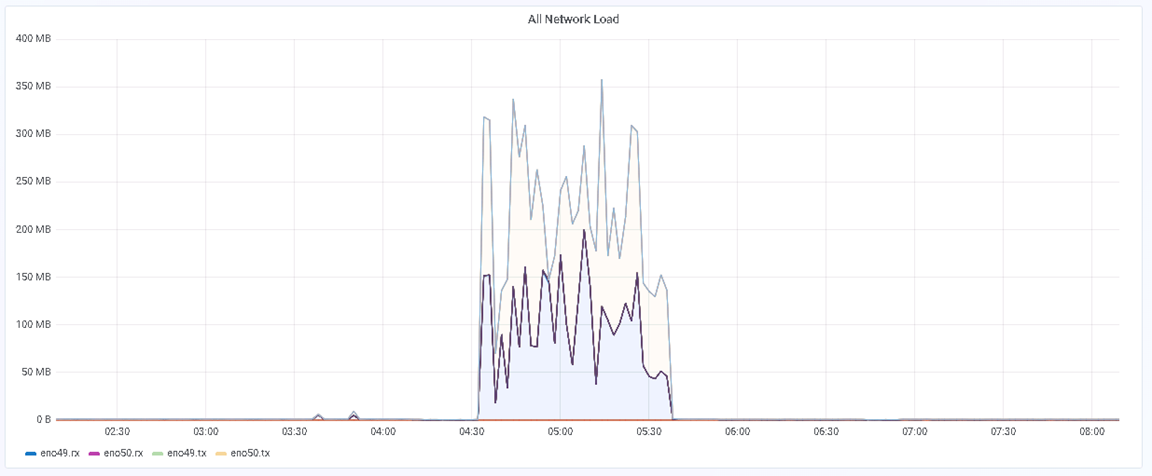 All Network Load
400 MB
350 MB
300 MB
250 MB
200 MB
150 MB
100 MB
50 MB
0 B
02:30 03:00 03:30 04:00 04:30 05:00 05:30 06:00 06:30 07:00 07:30 08:00
eno49.rx eno50.rx eno49.tx eno50.tx